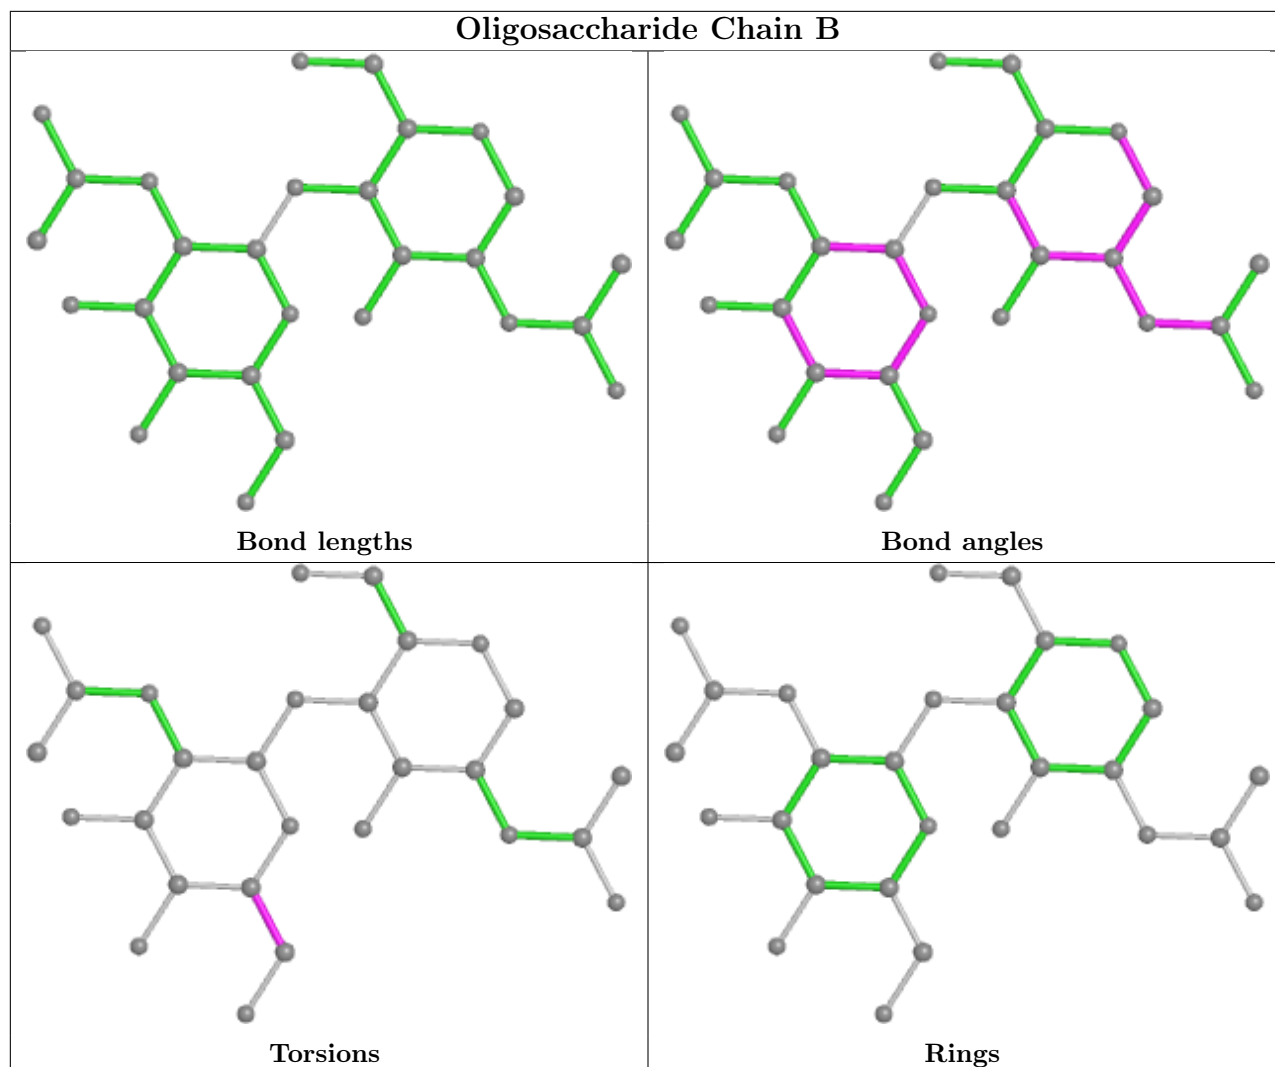 Oligosaccharide Chain B
Bond lengths
Bond angles
Torsions
Rings